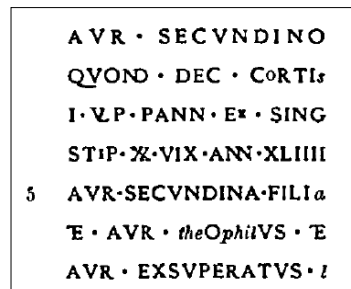 AVR · SECVNDINO
QVOND · DEC · CoRTIs
I · VLP · PANN · Ex · SING
STIP · XX · VIX · ANN · XLIIII
5 AVR · SECVNDINA · FILIa
ET · AVR · theOphilVS · ET
AVR · EXSVPERATVS · l